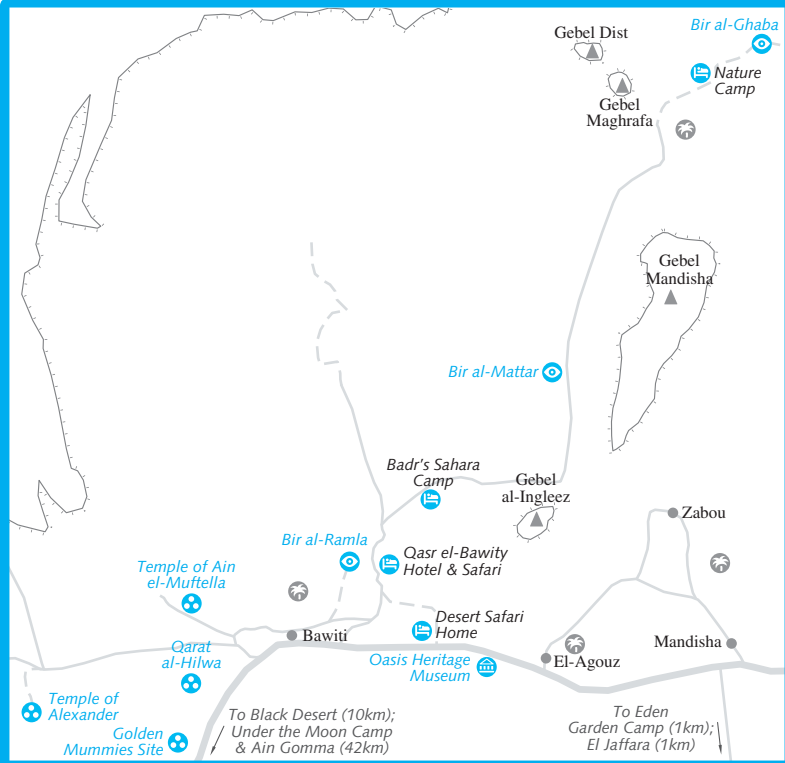 Bir al-Ghaba
Gebel Dist
Nature
Camp
Gebel
Maghrafa
Gebel
Mandisha
Bir al-Mattar
Badr's Sahara
Camp
Gebel
al-Ingleez
Zabou
Bir al-Ramla
Qasr el-Bawity
Hotel & Safari
Temple of Ain
el-Muftella
Desert Safari
Home
Bawiti
Mandisha
Qarat
al-Hilwa
Oasis Heritage
Museum
El-Agouz
Temple of
Alexander
Golden
Mummies Site
To Black Desert (10km);
Under the Moon Camp
& Ain Gomma (42km)
To Eden
Garden Camp (1km);
El Jaffara (1km)